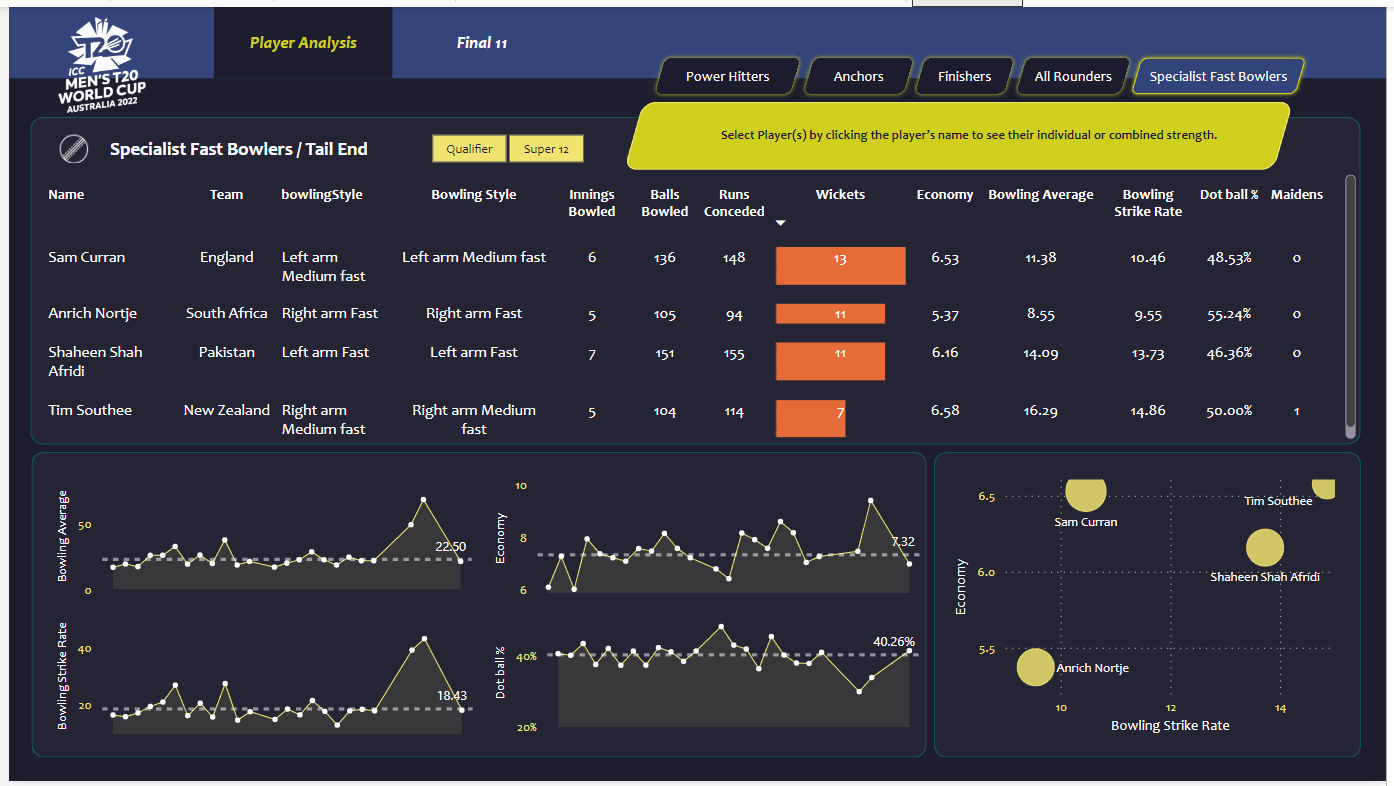 Player Analysis
Final 11
T20
ICC
MEN'S T20
WORLD CUP
AUSTRALIA 2022
Power Hitters
Anchors
Finishers
All Rounders
Specialist Fast Bowlers
Select Player(s) by clicking the player's name to see their individual or combined strength.
Specialist Fast Bowlers / Tail End
Qualifier
Super 12
Name Team bowlingStyle Bowling Style Innings Bowled Balls Bowled Runs Conceded Wickets Economy Bowling Average Bowling Strike Rate Dot ball % Maidens
Sam Curran England Left arm Medium fast Left arm Medium fast 6 136 148 13 6.53 11.38 10.46 48.53% 0
Anrich Nortje South Africa Right arm Fast Right arm Fast 5 105 94 11 5.37 8.55 9.55 55.24% 0
Shaheen Shah Afridi Pakistan Left arm Fast Left arm Fast 7 151 155 11 6.16 14.09 13.73 46.36% 0
Tim Southee New Zealand Right arm Medium fast Right arm Medium fast 5 104 114 7 6.58 16.29 14.86 50.00% 1
Bowling Average
50
0
22.50
Economy
10
8
6
7.32
Bowling Strike Rate
40
20
18.43
Dot ball %
40%
20%
40.26%
Economy
6.5
6.0
5.5
Sam Curran
Tim Southee
Shaheen Shah Afridi
Anrich Nortje
10 12 14
Bowling Strike Rate